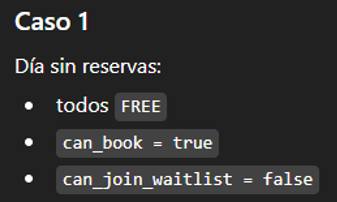 Caso 1
Día sin reservas:
• todos FREE
• can_book = true
• can_join_waitlist = false